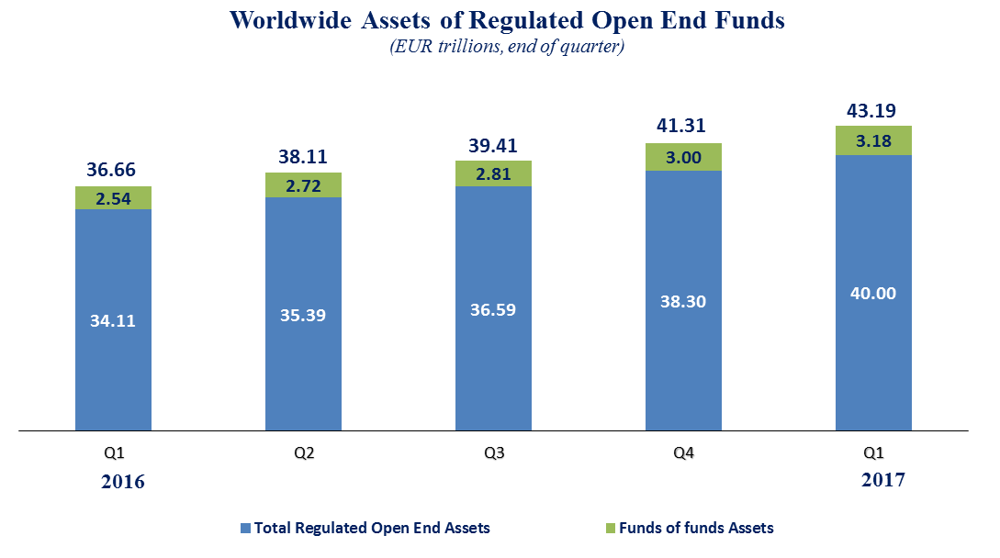 Worldwide Assets of Regulated Open End Funds
(EUR trillions, end of quarter)
36.66
38.11
39.41
41.31
43.19
2.54
2.72
2.81
3.00
3.18
34.11
35.39
36.59
38.30
40.00
Q1
Q2
Q3
Q4
Q1
2016
2017
Total Regulated Open End Assets
Funds of funds Assets